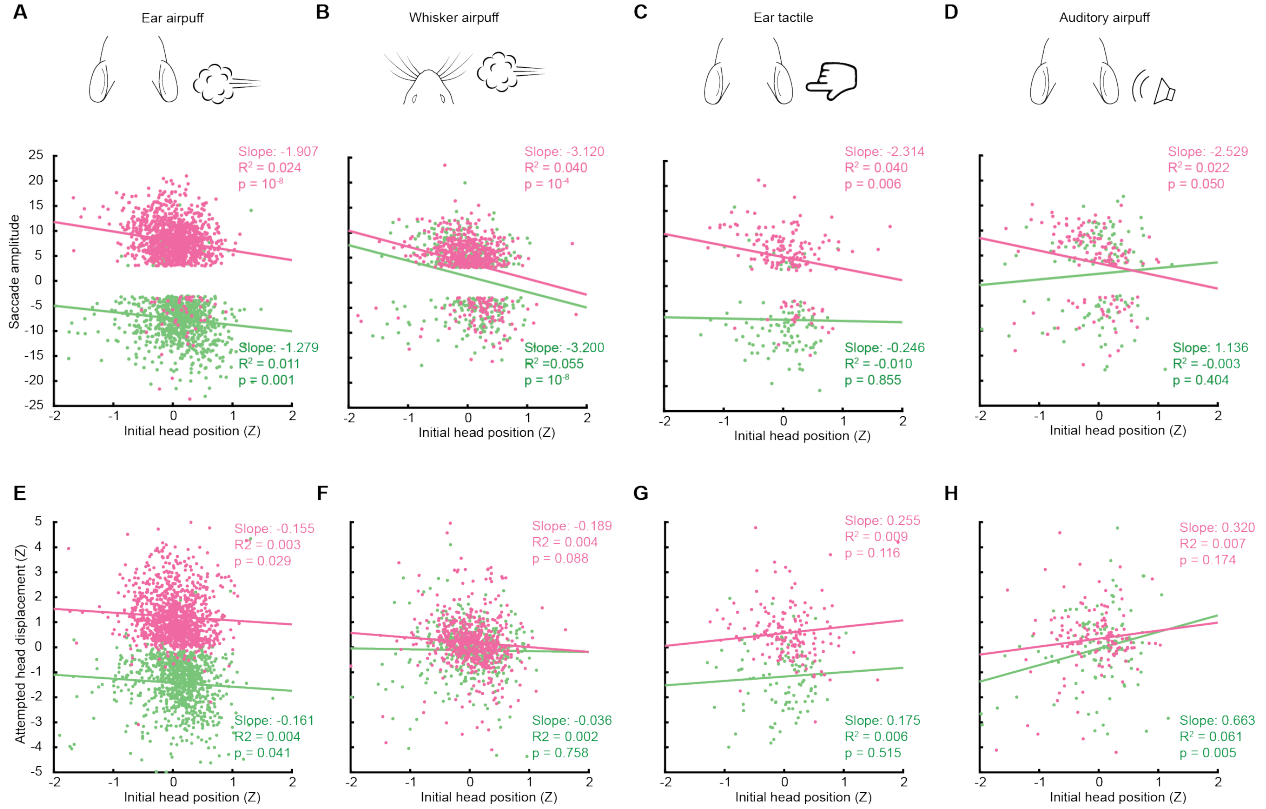 A
Ear airpuff
B
Whisker airpuff
C
Ear tactile
D
Auditory airpuff
Slope: -1.907
R² = 0.024
p = 10⁻⁸
Slope: -3.120
R² = 0.040
p = 10⁻⁴
Slope: -2.314
R² = 0.040
p = 0.006
Slope: -2.529
R² = 0.022
p = 0.050
Saccade amplitude
25
20
15
10
5
0
-5
-10
-15
-20
-25
Slope: -1.279
R² = 0.011
p = 0.001
Slope: -3.200
R² =0.055
p = 10⁻⁸
Slope: -0.246
R² = -0.010
p = 0.855
Slope: 1.136
R² = -0.003
p = 0.404
-2 -1 0 1 2
Initial head position (Z)
-2 -1 0 1 2
Initial head position (Z)
-2 -1 0 1 2
Initial head position (Z)
-2 -1 0 1 2
Initial head position (Z)
E
F
G
H
Slope: -0.155
R2 = 0.003
p = 0.029
Slope: -0.189
R2 = 0.004
p = 0.088
Slope: 0.255
R² = 0.009
p = 0.116
Slope: 0.320
R2 = 0.007
p = 0.174
Attempted head displacement (Z)
5
4
3
2
1
0
-1
-2
-3
-4
-5
Slope: -0.161
R2 = 0.004
p = 0.041
Slope: -0.036
R2 = 0.002
p = 0.758
Slope: 0.175
R² = 0.006
p = 0.515
Slope: 0.663
R² = 0.061
p = 0.005
-2 -1 0 1 2
Initial head position (Z)
-2 -1 0 1 2
Initial head position (Z)
-2 -1 0 1 2
Initial head position (Z)
-2 -1 0 1 2
Initial head position (Z)